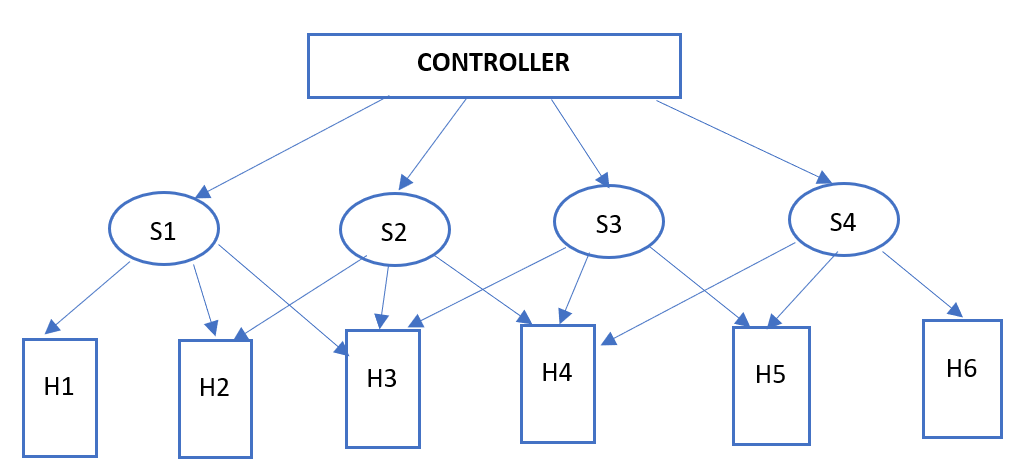 CONTROLLER
S1
S2
S3
S4
H1
H2
H3
H4
H5
H6